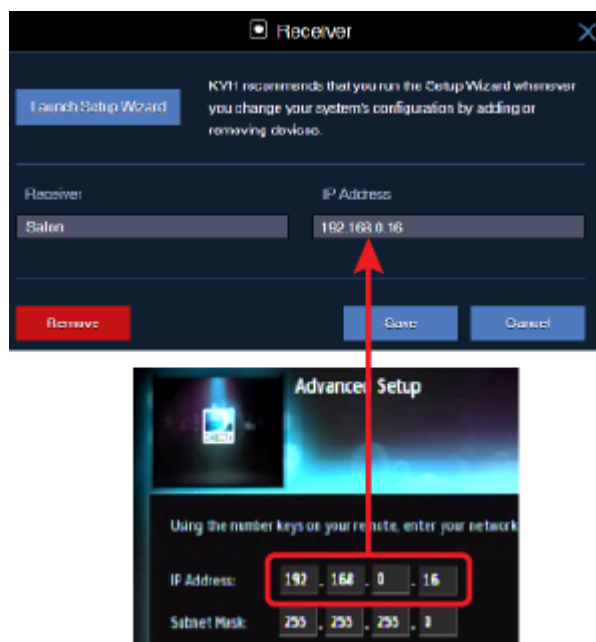 Receiver
Launch Setup Wizard
KVH recommends that you run the Setup Wizard whenever
you change your system's configuration by adding or
removing devices.
Receiver
IP Address
Salon
192.168.0.16
Remove
Save
Cancel
Advanced Setup
Using the number keys on your remote, enter your network
IP Address: 192 . 168 . 0 . 16
Subnet Mask: 255 . 255 . 255 .